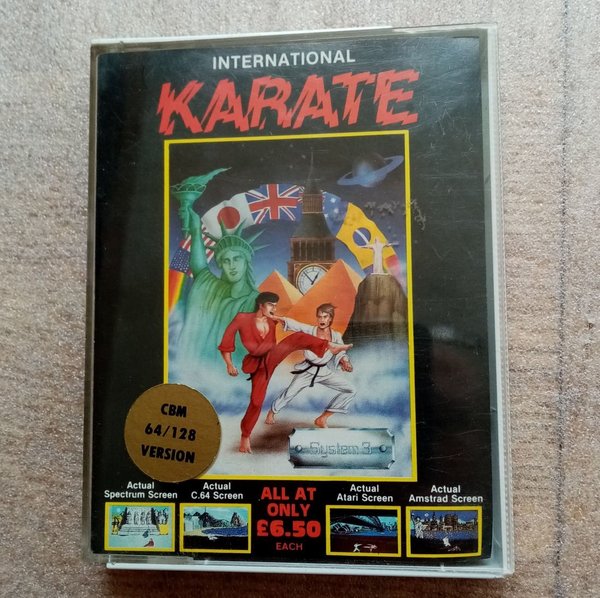 INTERNATIONAL
KARATE
System 3
CBM
64/128
VERSION
Actual
Spectrum Screen
Actual
C.64 Screen
ALL AT
ONLY
£6.50
EACH
Actual
Atari Screen
Actual
Amstrad Screen